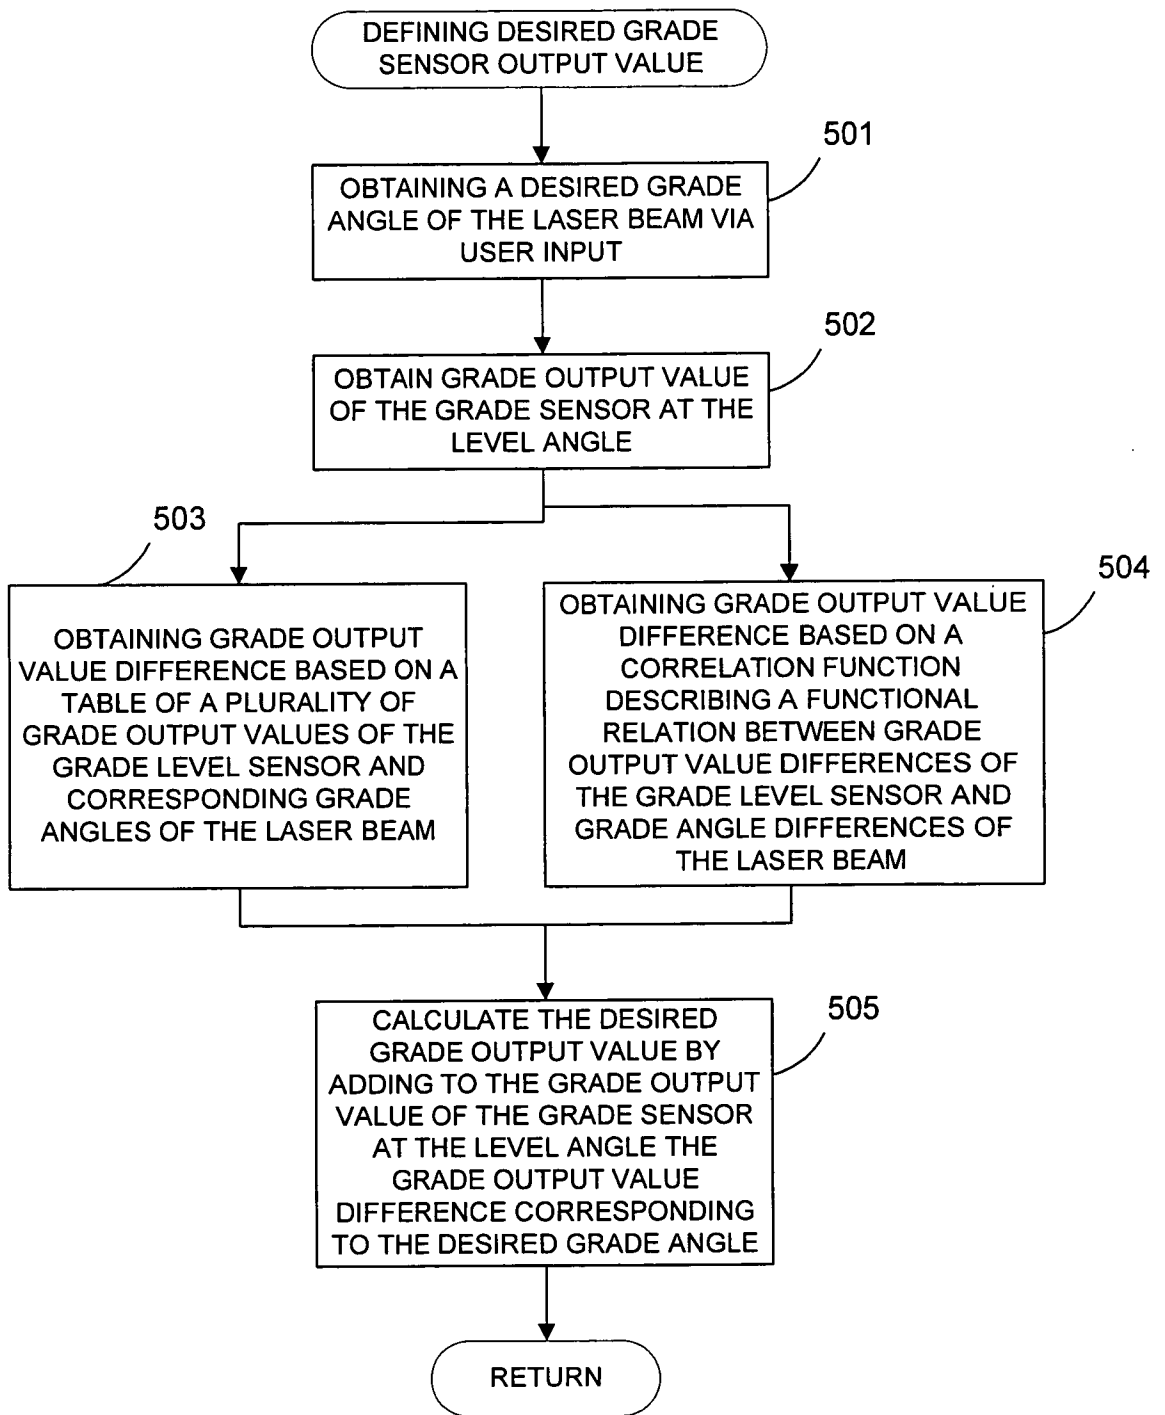 DEFINING DESIRED GRADE
SENSOR OUTPUT VALUE
501
OBTAINING A DESIRED GRADE
ANGLE OF THE LASER BEAM VIA
USER INPUT
502
OBTAIN GRADE OUTPUT VALUE
OF THE GRADE SENSOR AT THE
LEVEL ANGLE
503
OBTAINING GRADE OUTPUT
VALUE DIFFERENCE BASED ON A
TABLE OF A PLURALITY OF
GRADE OUTPUT VALUES OF THE
GRADE LEVEL SENSOR AND
CORRESPONDING GRADE
ANGLES OF THE LASER BEAM
504
OBTAINING GRADE OUTPUT VALUE
DIFFERENCE BASED ON A
CORRELATION FUNCTION
DESCRIBING A FUNCTIONAL
RELATION BETWEEN GRADE
OUTPUT VALUE DIFFERENCES OF
THE GRADE LEVEL SENSOR AND
GRADE ANGLE DIFFERENCES OF
THE LASER BEAM
505
CALCULATE THE DESIRED
GRADE OUTPUT VALUE BY
ADDING TO THE GRADE OUTPUT
VALUE OF THE GRADE SENSOR
AT THE LEVEL ANGLE THE
GRADE OUTPUT VALUE
DIFFERENCE CORRESPONDING
TO THE DESIRED GRADE ANGLE
RETURN